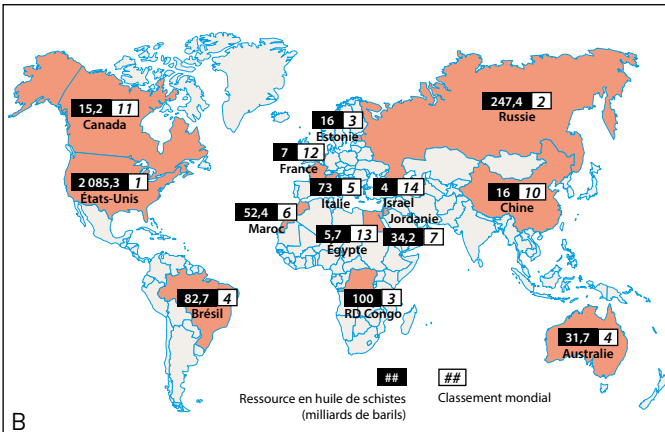 15,2 11
Canada
247,4 2
Russie
16 3
Estonie
7 12
France
2 085,3 1
États-Unis
73 5
Italie
4 14
Israel
Jordanie
34,2 7
16 10
Chine
52,4 6
Maroc
5,7 13
Égypte
82,7 4
Brésil
100 3
RD Congo
31,7 4
Australie
## ##
Ressource en huile de schistes
(milliards de barils)
Classement mondial
B